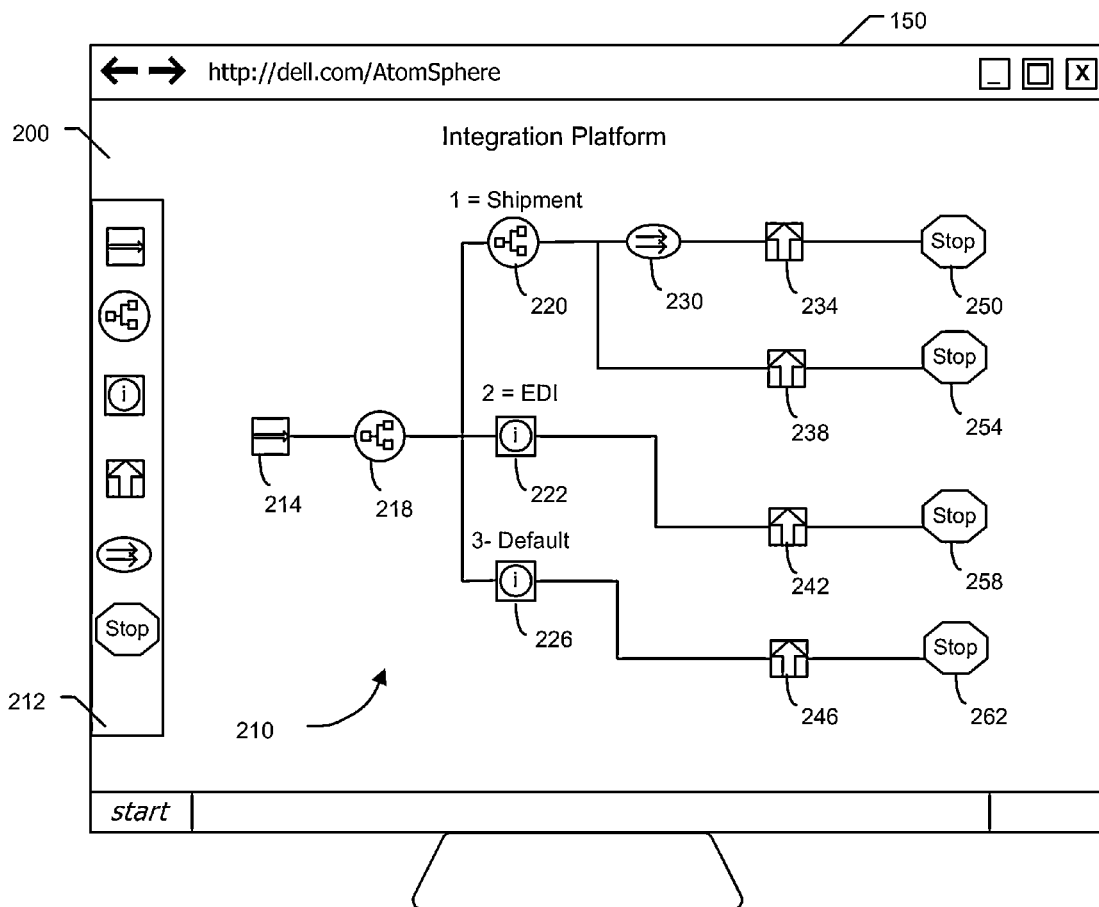 150
http://dell.com/AtomSphere
_ X
200
Integration Platform
1 = Shipment
Stop
220
230
234
250
i
2 = EDI
Stop
238
254
i
214
218
222
Stop
3- Default
242
258
i
Stop
226
Stop
212
210
246
262
start